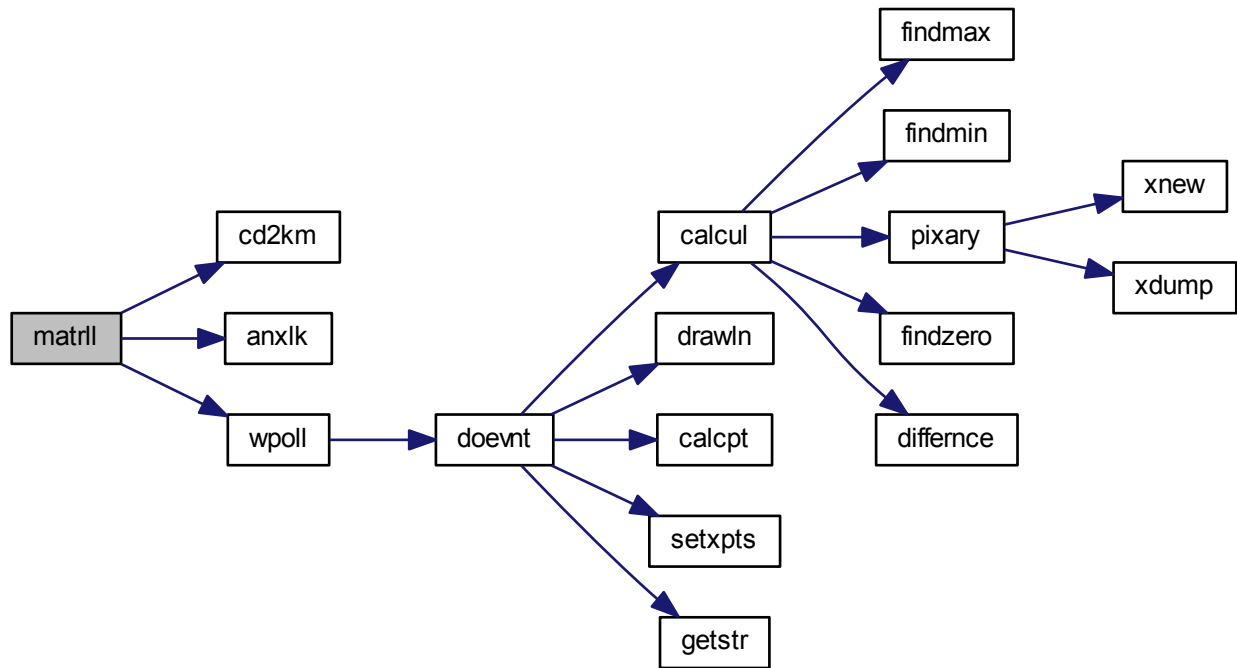 findmax
findmin
xnew
cd2km
calcul
pixary
xdump
matrll
anxlk
drawln
findzero
wpoll
doevnt
calcpt
differnce
setxpts
getstr